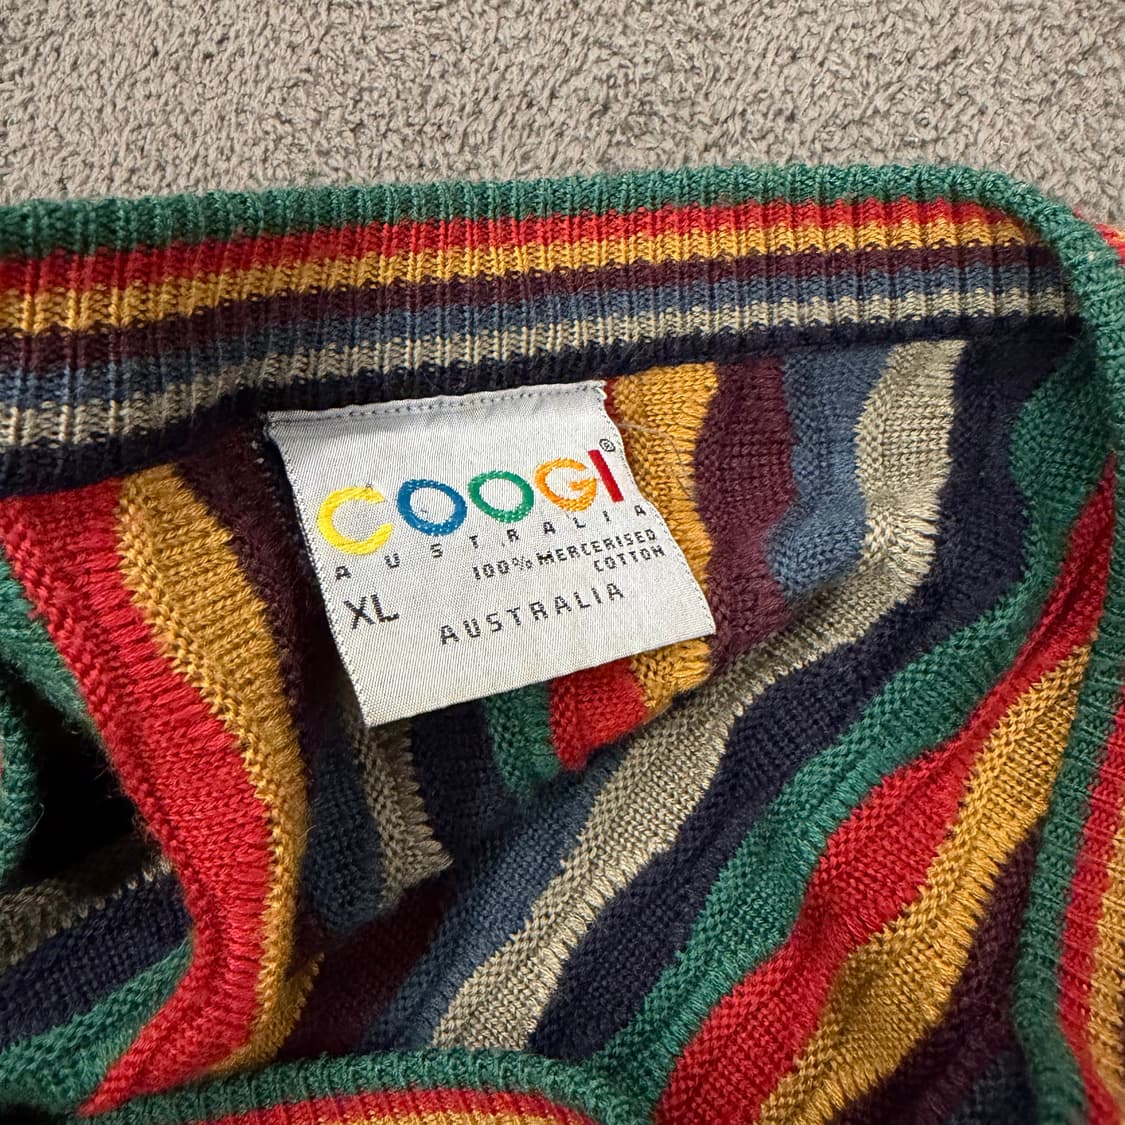 COOGI®
AUSTRALIA
100% MERCERISED
COTTON
XL
AUSTRALIA